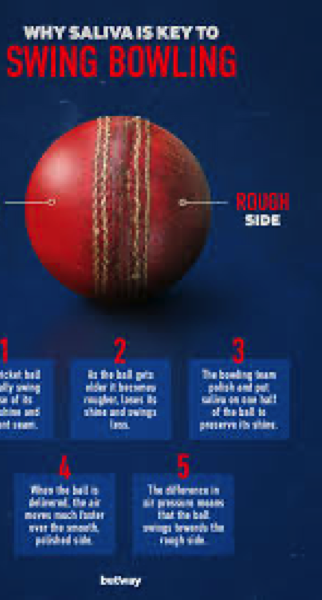 WHY SALIVA IS KEY TO
SWING BOWLING
ROUGH
SIDE
1
ricket ball
ally swing
se of its
shine and
nt seam.
2
As the ball gets
older it becomes
rougher, loses its
shine and swings
less.
3
The bowling team
polish and put
saliva on one half
of the ball to
preserve its shine.
4
When the ball is
delivered, the air
moves much faster
over the smooth,
polished side.
5
The difference in
air pressure means
that the ball
swings towards the
rough side.
betway